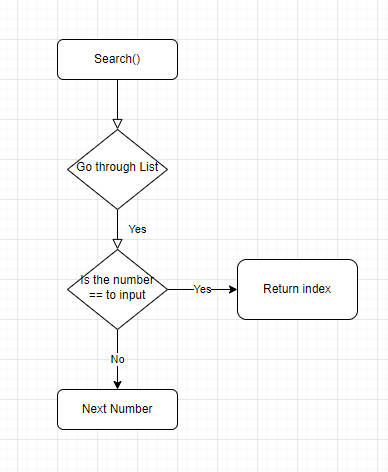 Search()
Go through List
Yes
Is the number
== to input
Yes
Return index
No
Next Number